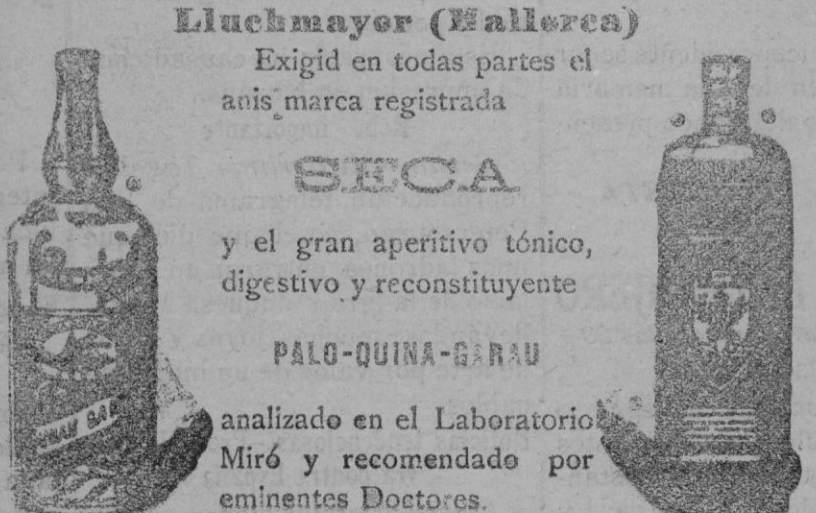 Lluchmayor (Mallorca)
Exigid en todas partes el
anis marca registrada
SECA
y el gran aperitivo tónico,
digestivo y reconstituyente
PALO-QUINA-GARAU
analizado en el Laboratorio
Miró y recomendado por
eminentes Doctores.